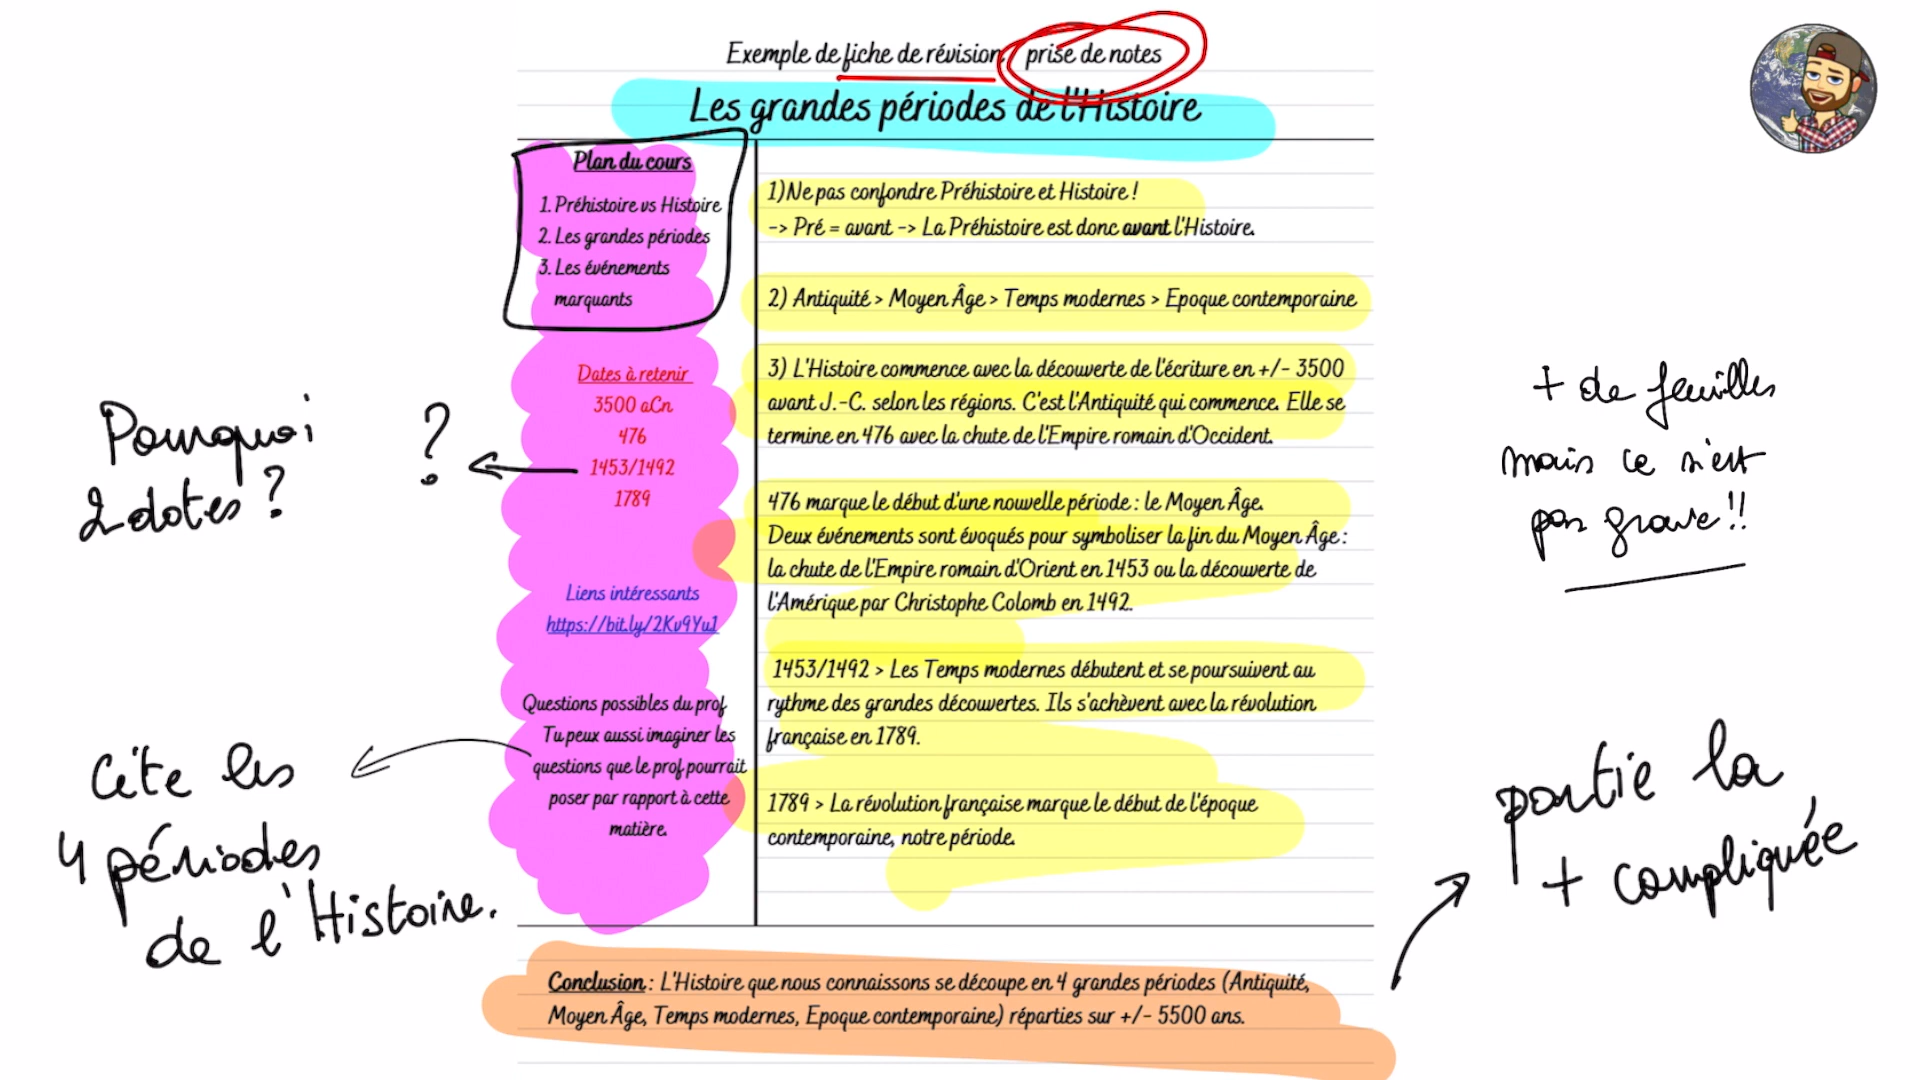 Exemple de fiche de révision prise de notes
Les grandes périodes de l'Histoire
Plan du cours
1. Préhistoire vs Histoire
2. Les grandes périodes
3. Les événements
marquants
Dates à retenir
3500 aCn
476
1453/1492
1789
Liens intéressants
https://bit.ly/2Kv9Yu1
Questions possibles du prof
Tu peux aussi imaginer les
questions que le prof pourrait
poser par rapport à cette
matière.
1)Ne pas confondre Préhistoire et Histoire !
-> Pré = avant -> La Préhistoire est donc avant l'Histoire.
2) Antiquité > Moyen Âge > Temps modernes > Epoque contemporaine
3) L'Histoire commence avec la découverte de l'écriture en +/- 3500
avant J.-C. selon les régions. C'est l'Antiquité qui commence. Elle se
termine en 476 avec la chute de l'Empire romain d'Occident.
476 marque le début d'une nouvelle période : le Moyen Âge.
Deux événements sont évoqués pour symboliser la fin du Moyen Âge :
la chute de l'Empire romain d'Orient en 1453 ou la découverte de
l'Amérique par Christophe Colomb en 1492.
1453/1492 > Les Temps modernes débutent et se poursuivent au
rythme des grandes découvertes. Ils s'achèvent avec la révolution
française en 1789.
1789 > La révolution française marque le début de l'époque
contemporaine, notre période.
Conclusion : L'Histoire que nous connaissons se découpe en 4 grandes périodes (Antiquité,
Moyen Âge, Temps modernes, Epoque contemporaine) réparties sur +/- 5500 ans.
Pourquoi
2 dates ?
?
Cite les
4 périodes
de l'Histoire.
+ de feuilles
mais ce n'est
pas grave !!
partie la
+ compliquée